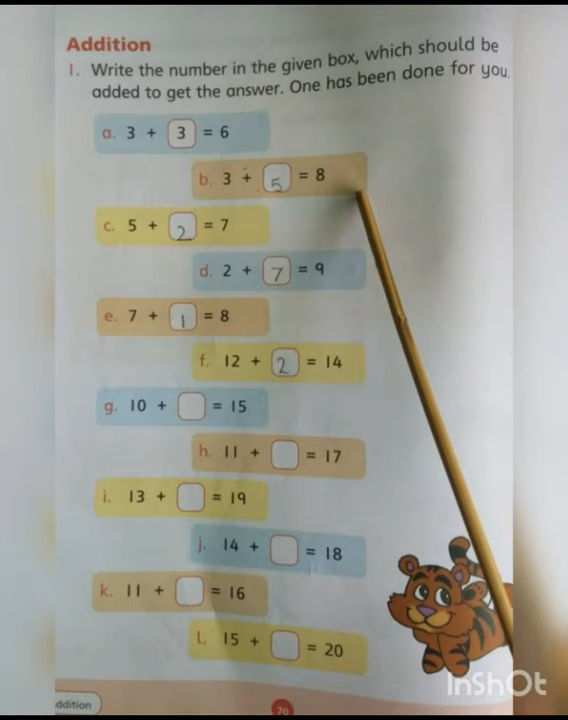 Addition
1. Write the number in the given box, which should be
added to get the answer. One has been done for you.
a. 3 + 3 = 6
b. 3 + 5 = 8
c. 5 + 2 = 7
d. 2 + 7 = 9
e. 7 + 1 = 8
f. 12 + 2 = 14
g. 10 + = 15
h. 11 + = 17
i. 13 + = 19
j. 14 + = 18
k. 11 + = 16
l. 15 + = 20
ddition
70
InShOt